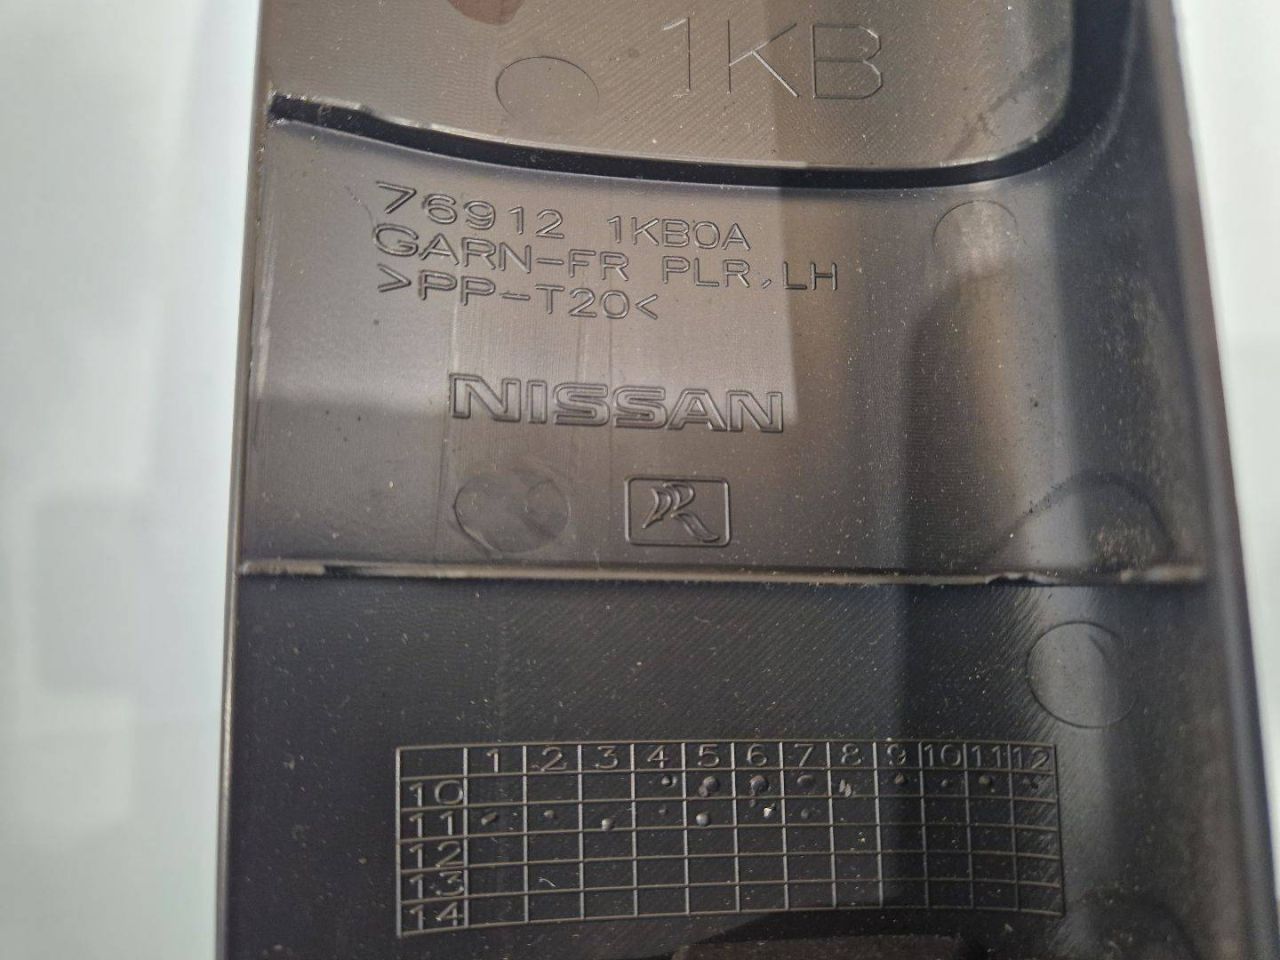 1KB
76912 1KB0A
GARN-FR PLR,LH
>PP-T20<
NISSAN
1 2 3 4 5 6 7 8 9 10 11 12
10
11
12
13
14